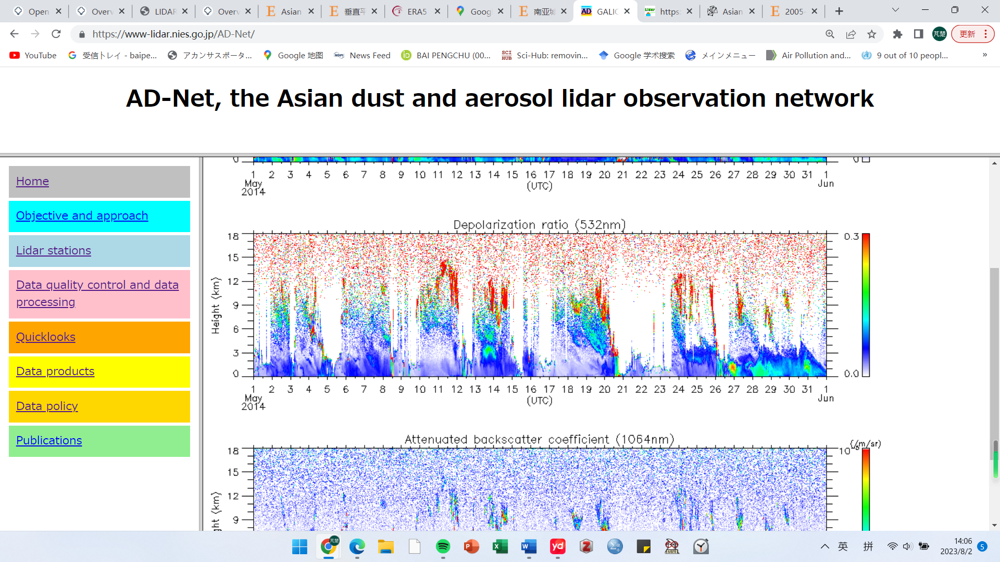 Open
Overv
LIDAR
Overv
Asian
垂直平
ERA5
Goog
南亚城
GALIO
https:
Asian
2005-
https://www-lidar.nies.go.jp/AD-Net/
更新
YouTube
受信トレイ - baipe...
アカンサスポータ...
Google 地图
News Feed
BAI PENGCHU (00...
Sci-Hub: removin...
Google 学术搜索
メインメニュー
Air Pollution and...
9 out of 10 peopl...
»
AD-Net, the Asian dust and aerosol lidar observation network
Home
Objective and approach
Lidar stations
Data quality control and data
processing
Quicklooks
Data products
Data policy
Publications
0 0
1 2 3 4 5 6 7 8 9 10 11 12 13 14 15 16 17 18 19 20 21 22 23 24 25 26 27 28 29 30 31 1
May (UTC) Jun
2014
Depolarization ratio (532nm)
18 0.3
15
12
9
6
3
0 0.0
Height (km)
1 2 3 4 5 6 7 8 9 10 11 12 13 14 15 16 17 18 19 20 21 22 23 24 25 26 27 28 29 30 31 1
May (UTC) Jun
2014
Attenuated backscatter coefficient (1064nm)
(/m/sr)
18
15
12
9
ght (km)
英
拼
14:06
2023/8/2
5